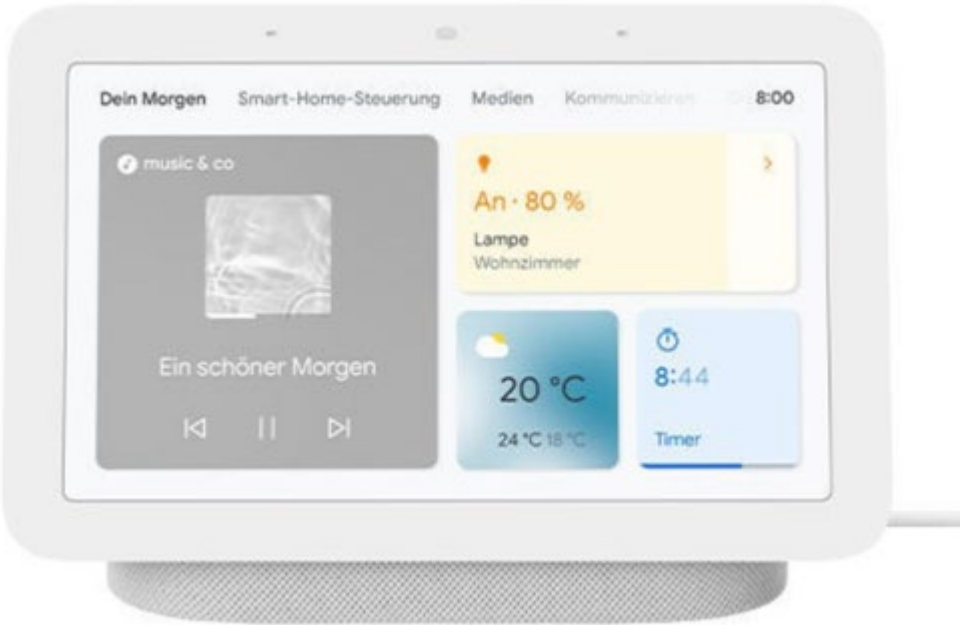 Dein Morgen Smart-Home-Steuerung Medien Kommunizieren 8:00
music & co
Ein schöner Morgen
An · 80 %
Lampe
Wohnzimmer
20 °C
24 °C 18 °C
8:44
Timer